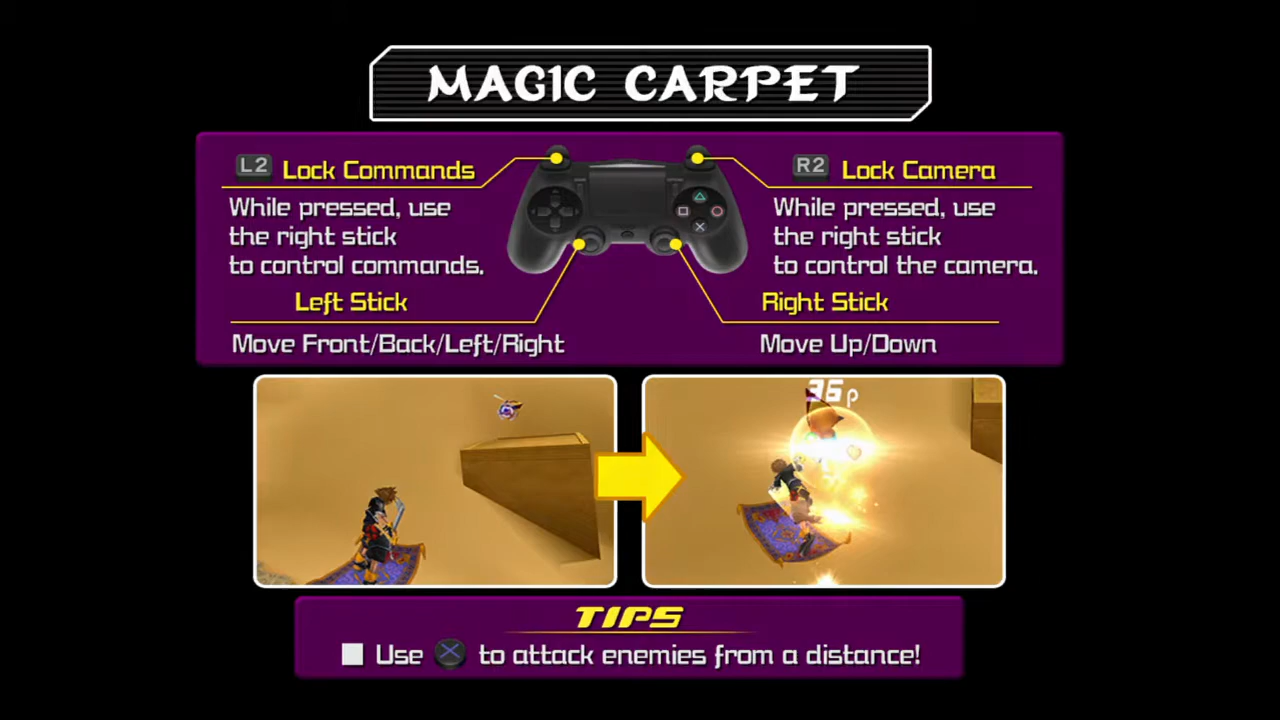 MAGIC CARPET
L2 Lock Commands
While pressed, use
the right stick
to control commands.
R2 Lock Camera
While pressed, use
the right stick
to control the camera.
Left Stick
Move Front/Back/Left/Right
Right Stick
Move Up/Down
36 p
TIPS
Use to attack enemies from a distance!